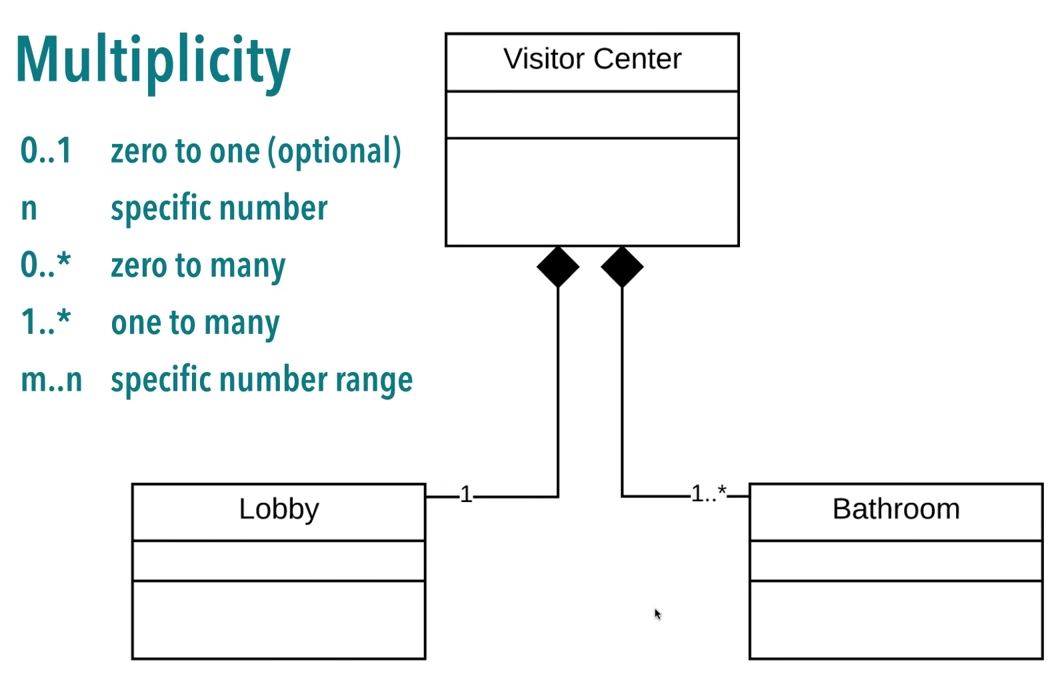 Multiplicity
0..1 zero to one (optional)
n specific number
0..* zero to many
1..* one to many
m..n specific number range
Visitor Center
1
1..*
Lobby
Bathroom